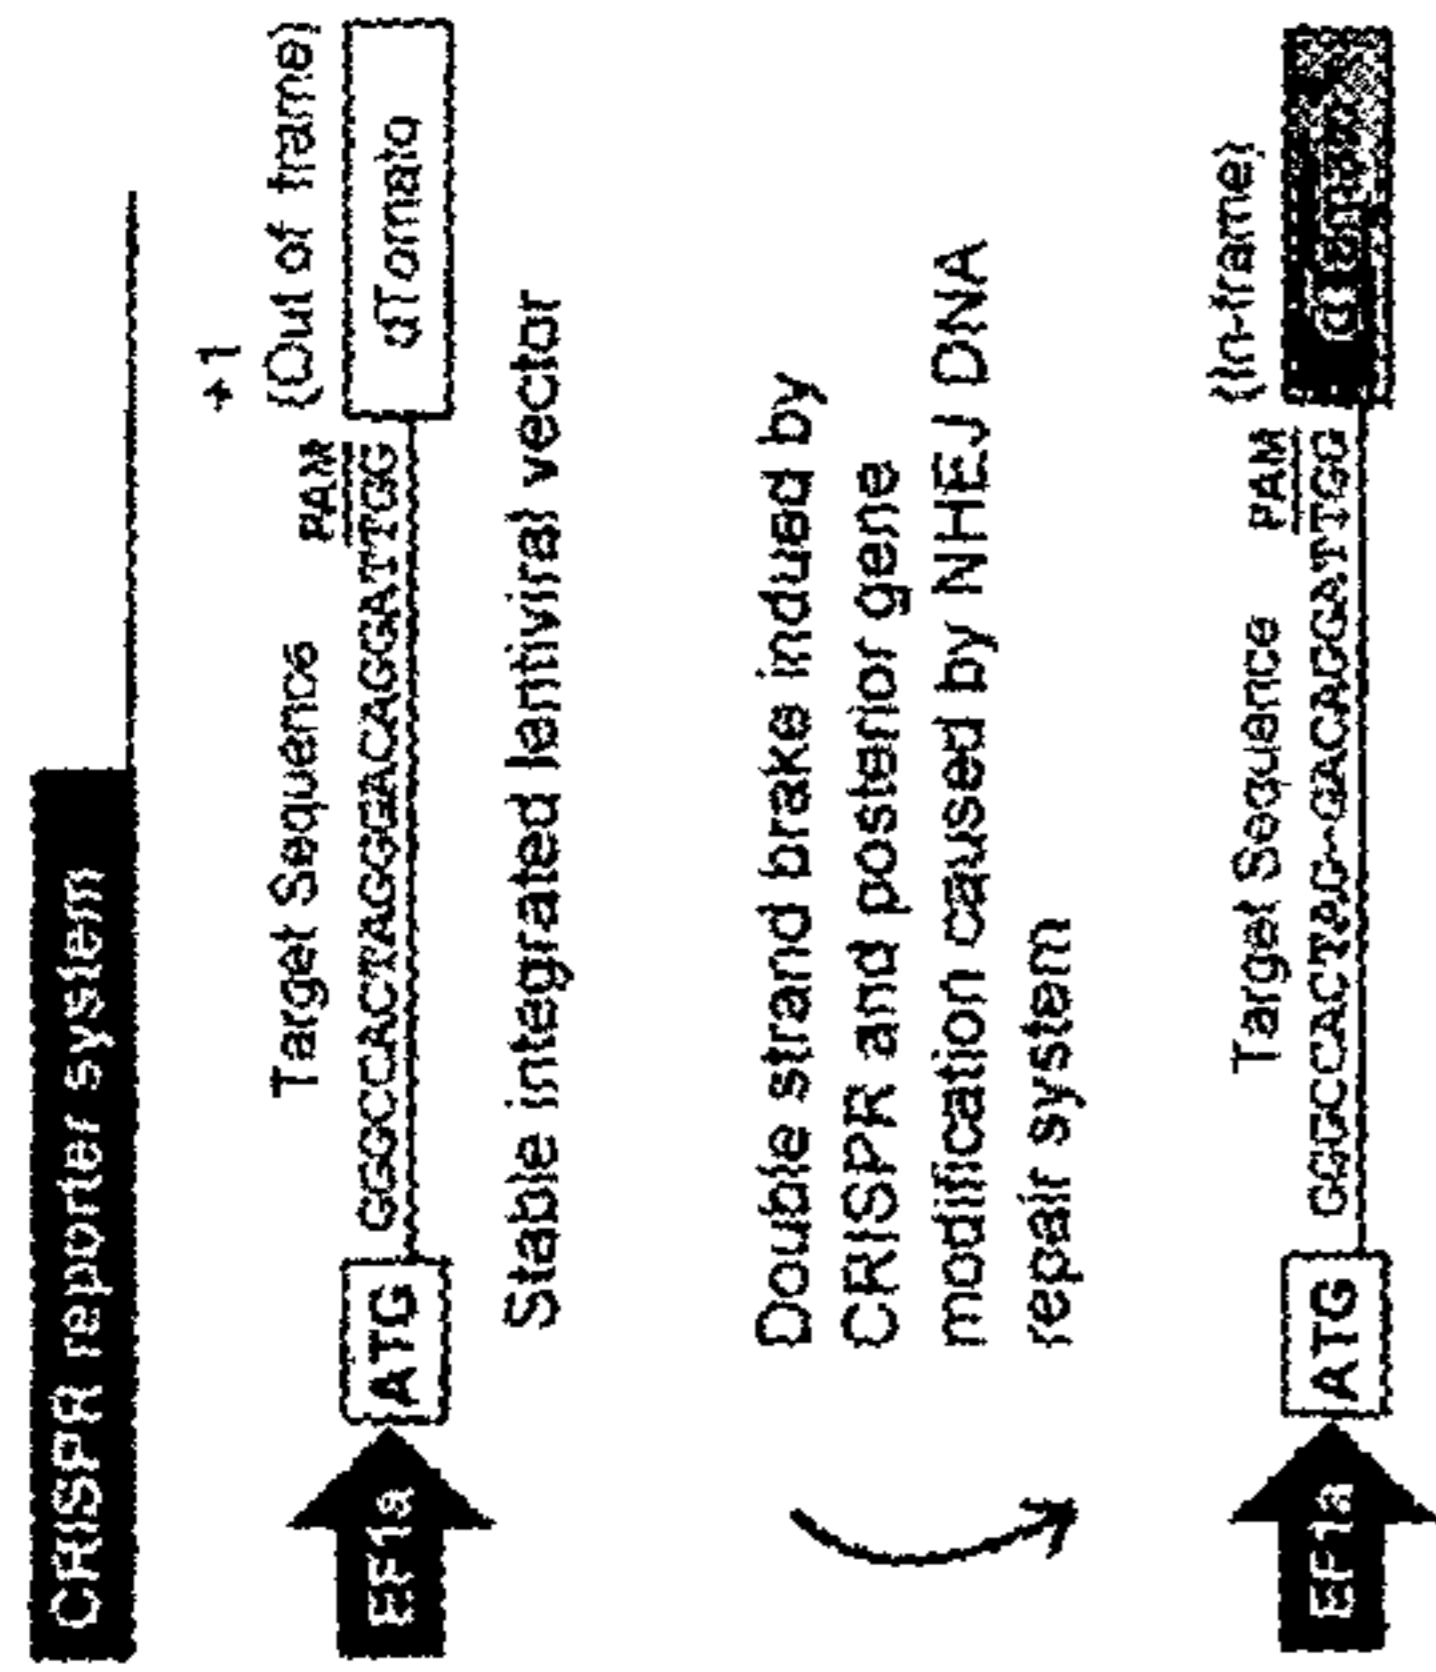 CRISPR reporter system
+1
Target Sequence PAM (Out of frame)
EF1a ATG GGGCCACTAGGGACAGGATTGG dTomato
Stable integrated lentiviral vector
Double strand brake indued by
CRISPR and posterior gene
modification caused by NHEJ DNA
repair system
Target Sequence PAM (In-frame)
EF1a ATG GGGCCACTAG-GACAGGATTGG